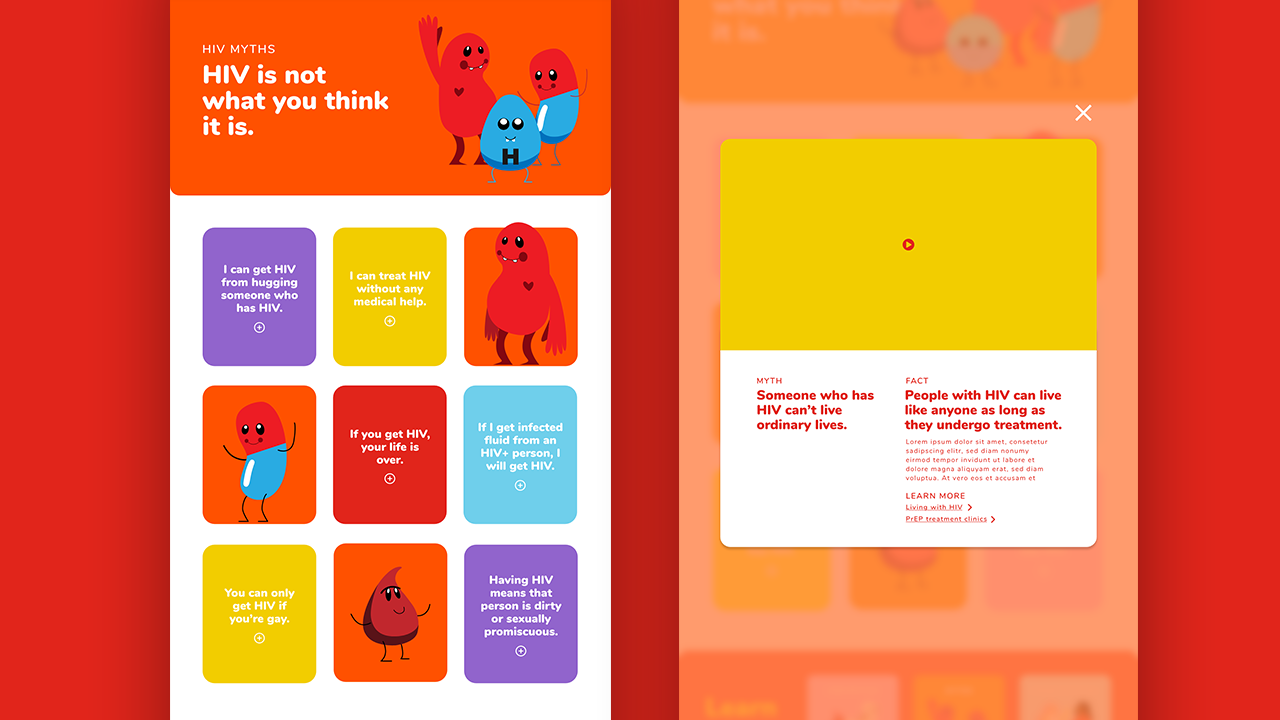 HIV MYTHS
HIV is not
what you think
it is.
H
I can get HIV
from hugging
someone who
has HIV.
I can treat HIV
without any
medical help.
If you get HIV,
your life is
over.
If I get infected
fluid from an
HIV+ person, I
will get HIV.
You can only
get HIV if
you're gay.
Having HIV
means that
person is dirty
or sexually
promiscuous.
what you think
it is.
MYTH
Someone who has
HIV can't live
ordinary lives.
FACT
People with HIV can live
like anyone as long as
they undergo treatment.
Lorem ipsum dolor sit amet, consetetur
sadipscing elitr, sed diam nonumy
eirmod tempor invidunt ut labore et
dolore magna aliquyam erat, sed diam
voluptua. At vero eos et accusam et
LEARN MORE
Living with HIV
PrEP treatment clinics
Learn